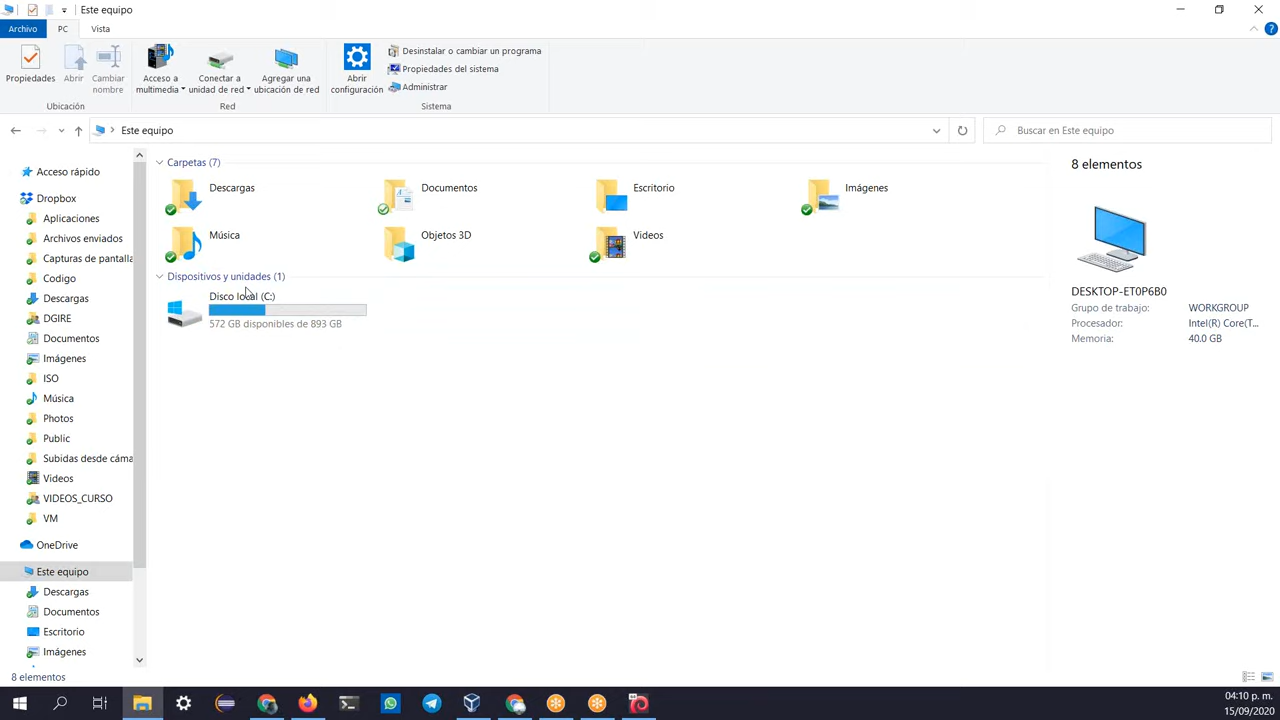 Este equipo
Archivo
PC
Vista
Propiedades
Abrir
Cambiar
nombre
Ubicación
Acceso a
multimedia
Conectar a
unidad de red
Agregar una
ubicación de red
Red
Abrir
configuración
Desinstalar o cambiar un programa
Propiedades del sistema
Administrar
Sistema
Este equipo
Buscar en Este equipo
Acceso rápido
Dropbox
Aplicaciones
Archivos enviados
Capturas de pantalla
Codigo
Descargas
DGIRE
Documentos
Imágenes
ISO
Música
Photos
Public
Subidas desde cáma
Videos
VIDEOS_CURSO
VM
OneDrive
Este equipo
Descargas
Documentos
Escritorio
Imágenes
Carpetas (7)
Descargas
Documentos
Escritorio
Imágenes
Música
Objetos 3D
Videos
Dispositivos y unidades (1)
Disco local (C:)
572 GB disponibles de 893 GB
8 elementos
DESKTOP-ET0P6B0
Grupo de trabajo: WORKGROUP
Procesador: Intel(R) Core(T...
Memoria: 40.0 GB
8 elementos
04:10 p. m.
15/09/2020